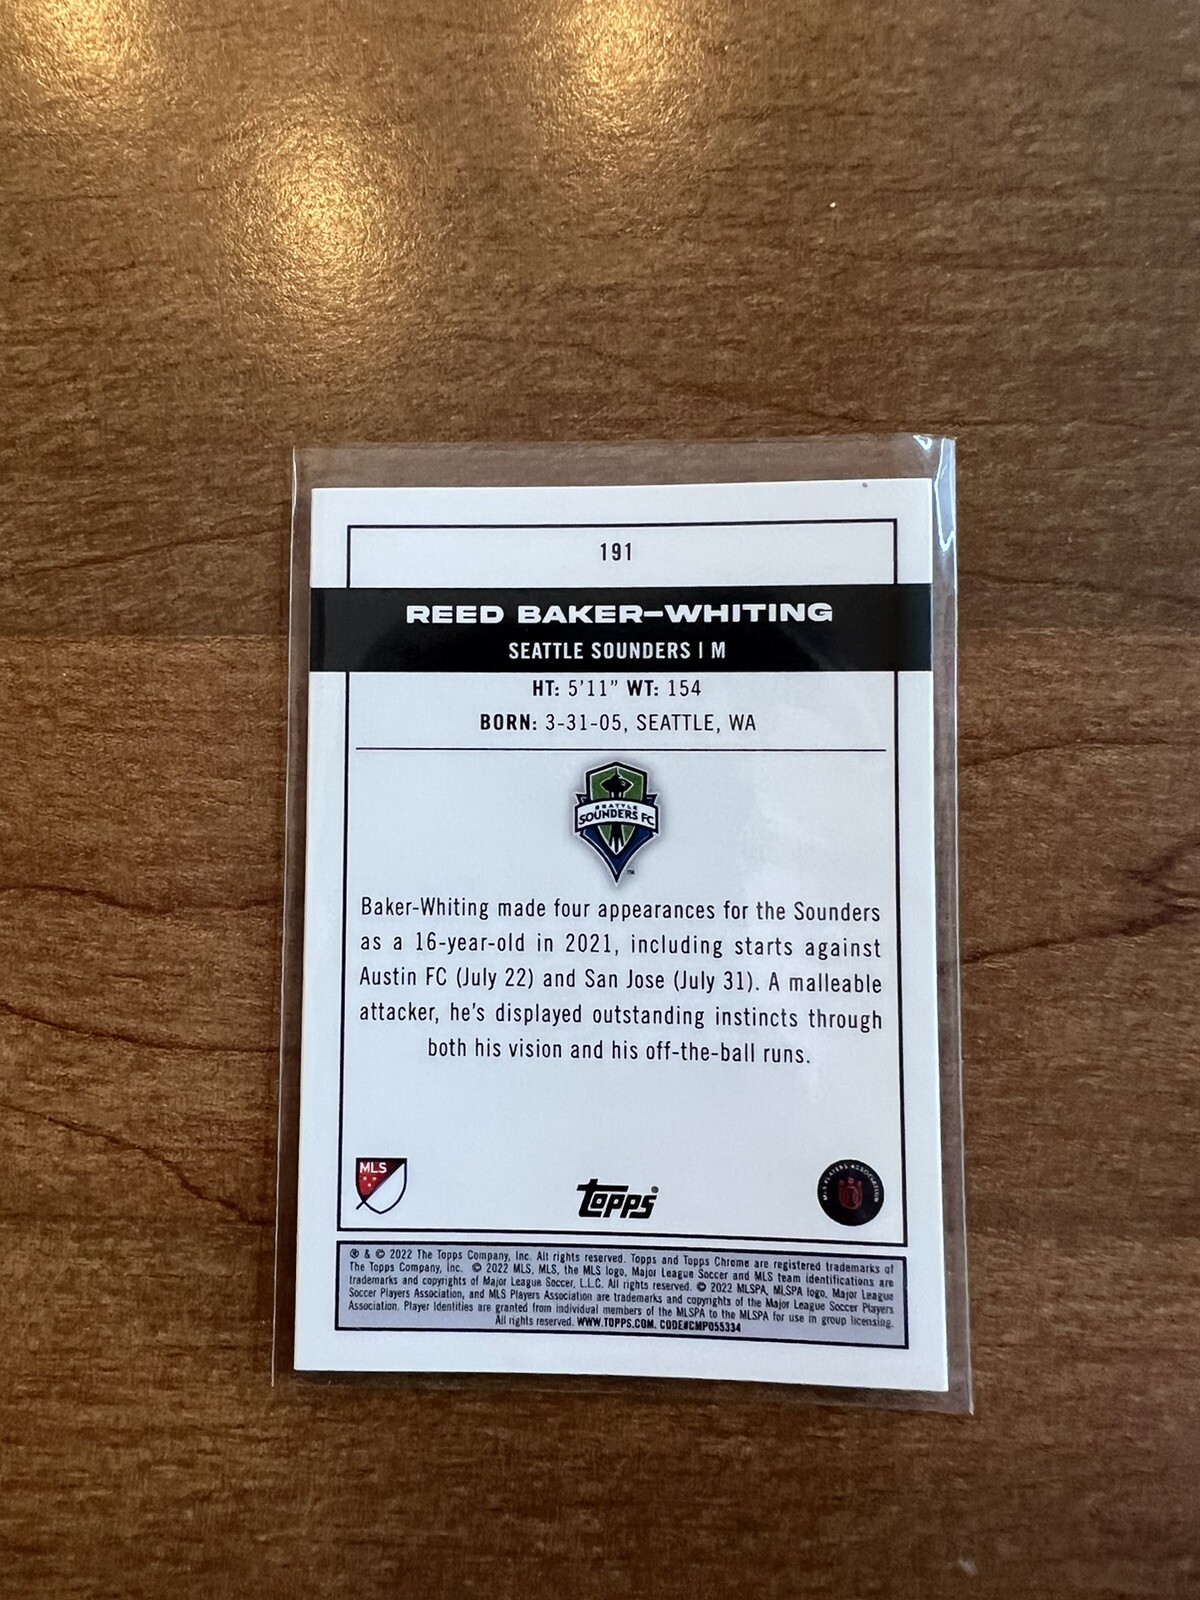 191
REED BAKER-WHITING
SEATTLE SOUNDERS | M
HT: 5'11" WT: 154
BORN: 3-31-05, SEATTLE, WA
SEATTLE
SOUNDERS FC
TM
Baker-Whiting made four appearances for the Sounders
as a 16-year-old in 2021, including starts against
Austin FC (July 22) and San Jose (July 31). A malleable
attacker, he's displayed outstanding instincts through
both his vision and his off-the-ball runs.
MLS
topps®
MLS PLAYERS ASSOCIATION
® & © 2022 The Topps Company, Inc. All rights reserved. Topps and Topps Chrome are registered trademarks of
The Topps Company, Inc. © 2022 MLS, MLS, the MLS logo, Major League Soccer and MLS team identifications are
trademarks and copyrights of Major League Soccer, L.L.C. All rights reserved. © 2022 MLSPA, MLSPA logo, Major League
Soccer Players Association, and MLS Players Association are trademarks and copyrights of the Major League Soccer Players
Association. Player Identities are granted from individual members of the MLSPA to the MLSPA for use in group licensing.
All rights reserved. WWW.TOPPS.COM. CODE#CMP055334